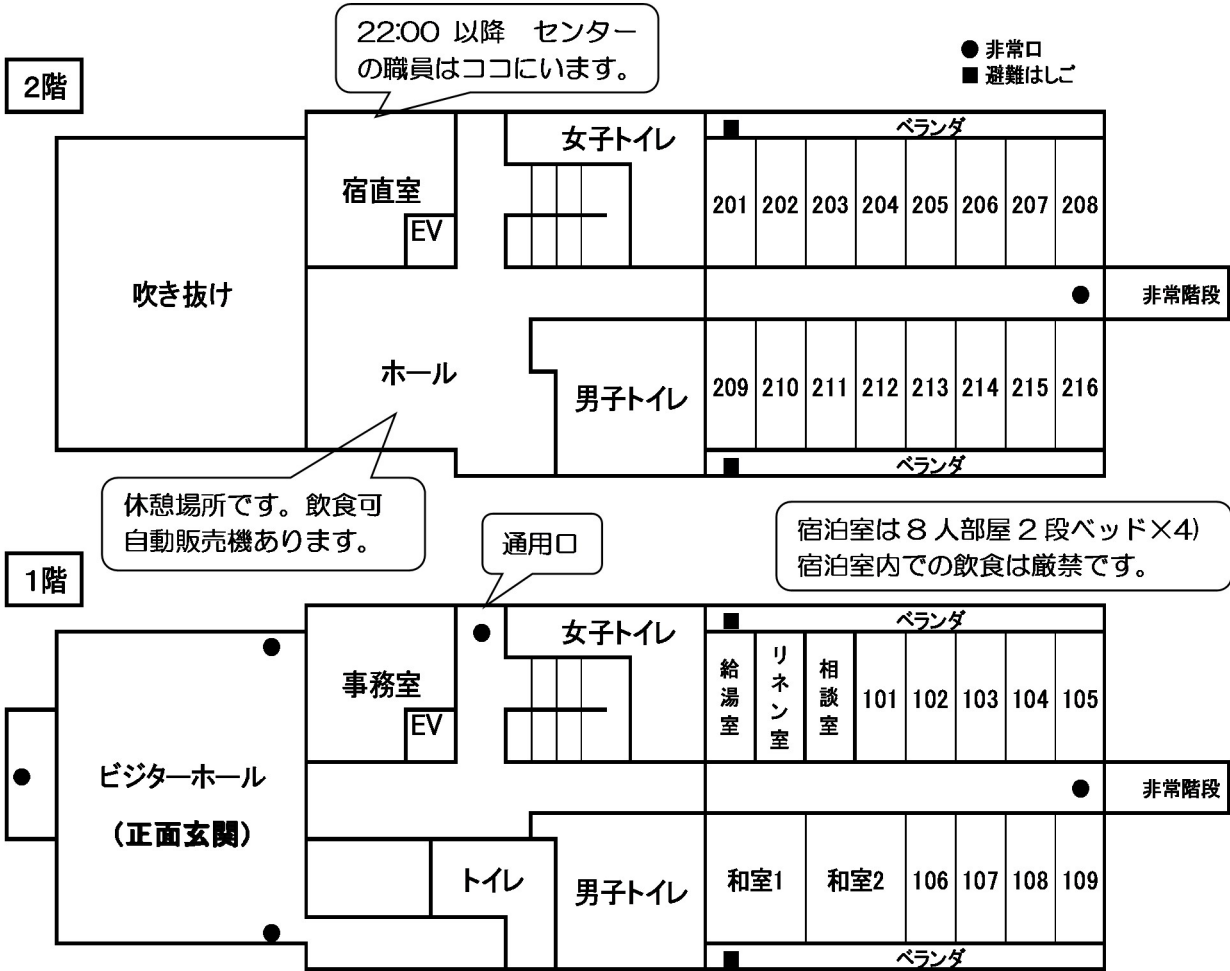 22:00 以降 センター
の職員はココにいます。
● 非常口
■ 避難はしご
2階
ベランダ
女子トイレ
宿直室
EV
201 202 203 204 205 206 207 208
吹き抜け
非常階段
ホール
男子トイレ
209 210 211 212 213 214 215 216
ベランダ
休憩場所です。飲食可
自動販売機あります。
通用口
宿泊室は8人部屋2段ベッド×4)
宿泊室内での飲食は厳禁です。
1階
ベランダ
女子トイレ
事務室
EV
給湯室
リネン室
相談室
101 102 103 104 105
ビジターホール
(正面玄関)
非常階段
トイレ
男子トイレ
和室1 和室2 106 107 108 109
ベランダ